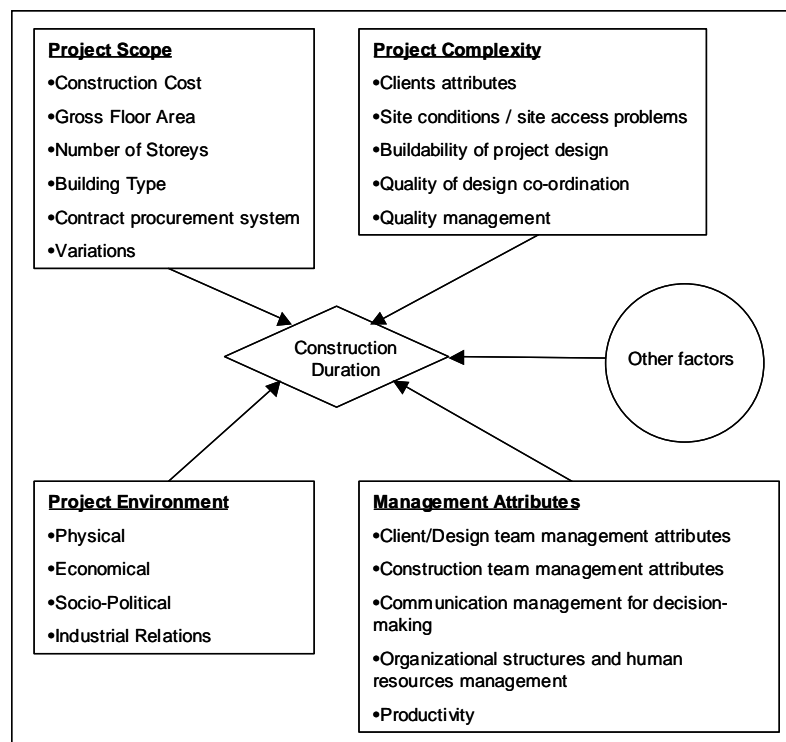 Project Scope
•Construction Cost
•Gross Floor Area
•Number of Storeys
•Building Type
•Contract procurement system
•Variations
Project Complexity
•Clients attributes
•Site conditions / site access problems
•Buildability of project design
•Quality of design co-ordination
•Quality management
Construction
Duration
Other factors
Project Environment
•Physical
•Economical
•Socio-Political
•Industrial Relations
Management Attributes
•Client/Design team management attributes
•Construction team management attributes
•Communication management for decision-
making
•Organizational structures and human
resources management
•Productivity